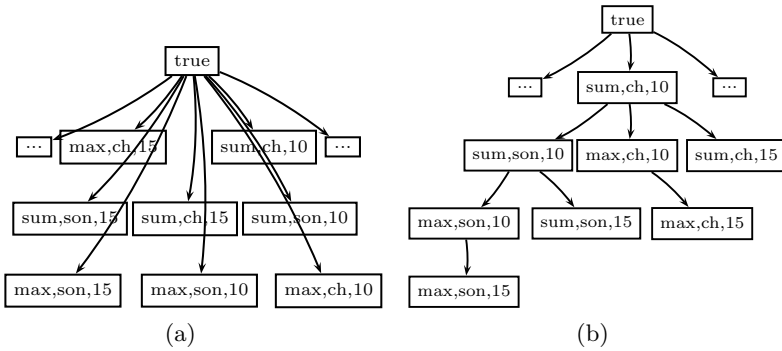 true
... max,ch,15 sum,ch,10 ...
sum,son,15 sum,ch,15 sum,son,10
max,son,15 max,son,10 max,ch,10
(a)
true
... sum,ch,10 ...
sum,son,10 max,ch,10 sum,ch,15
max,son,10 sum,son,15 max,ch,15
max,son,15
(b)